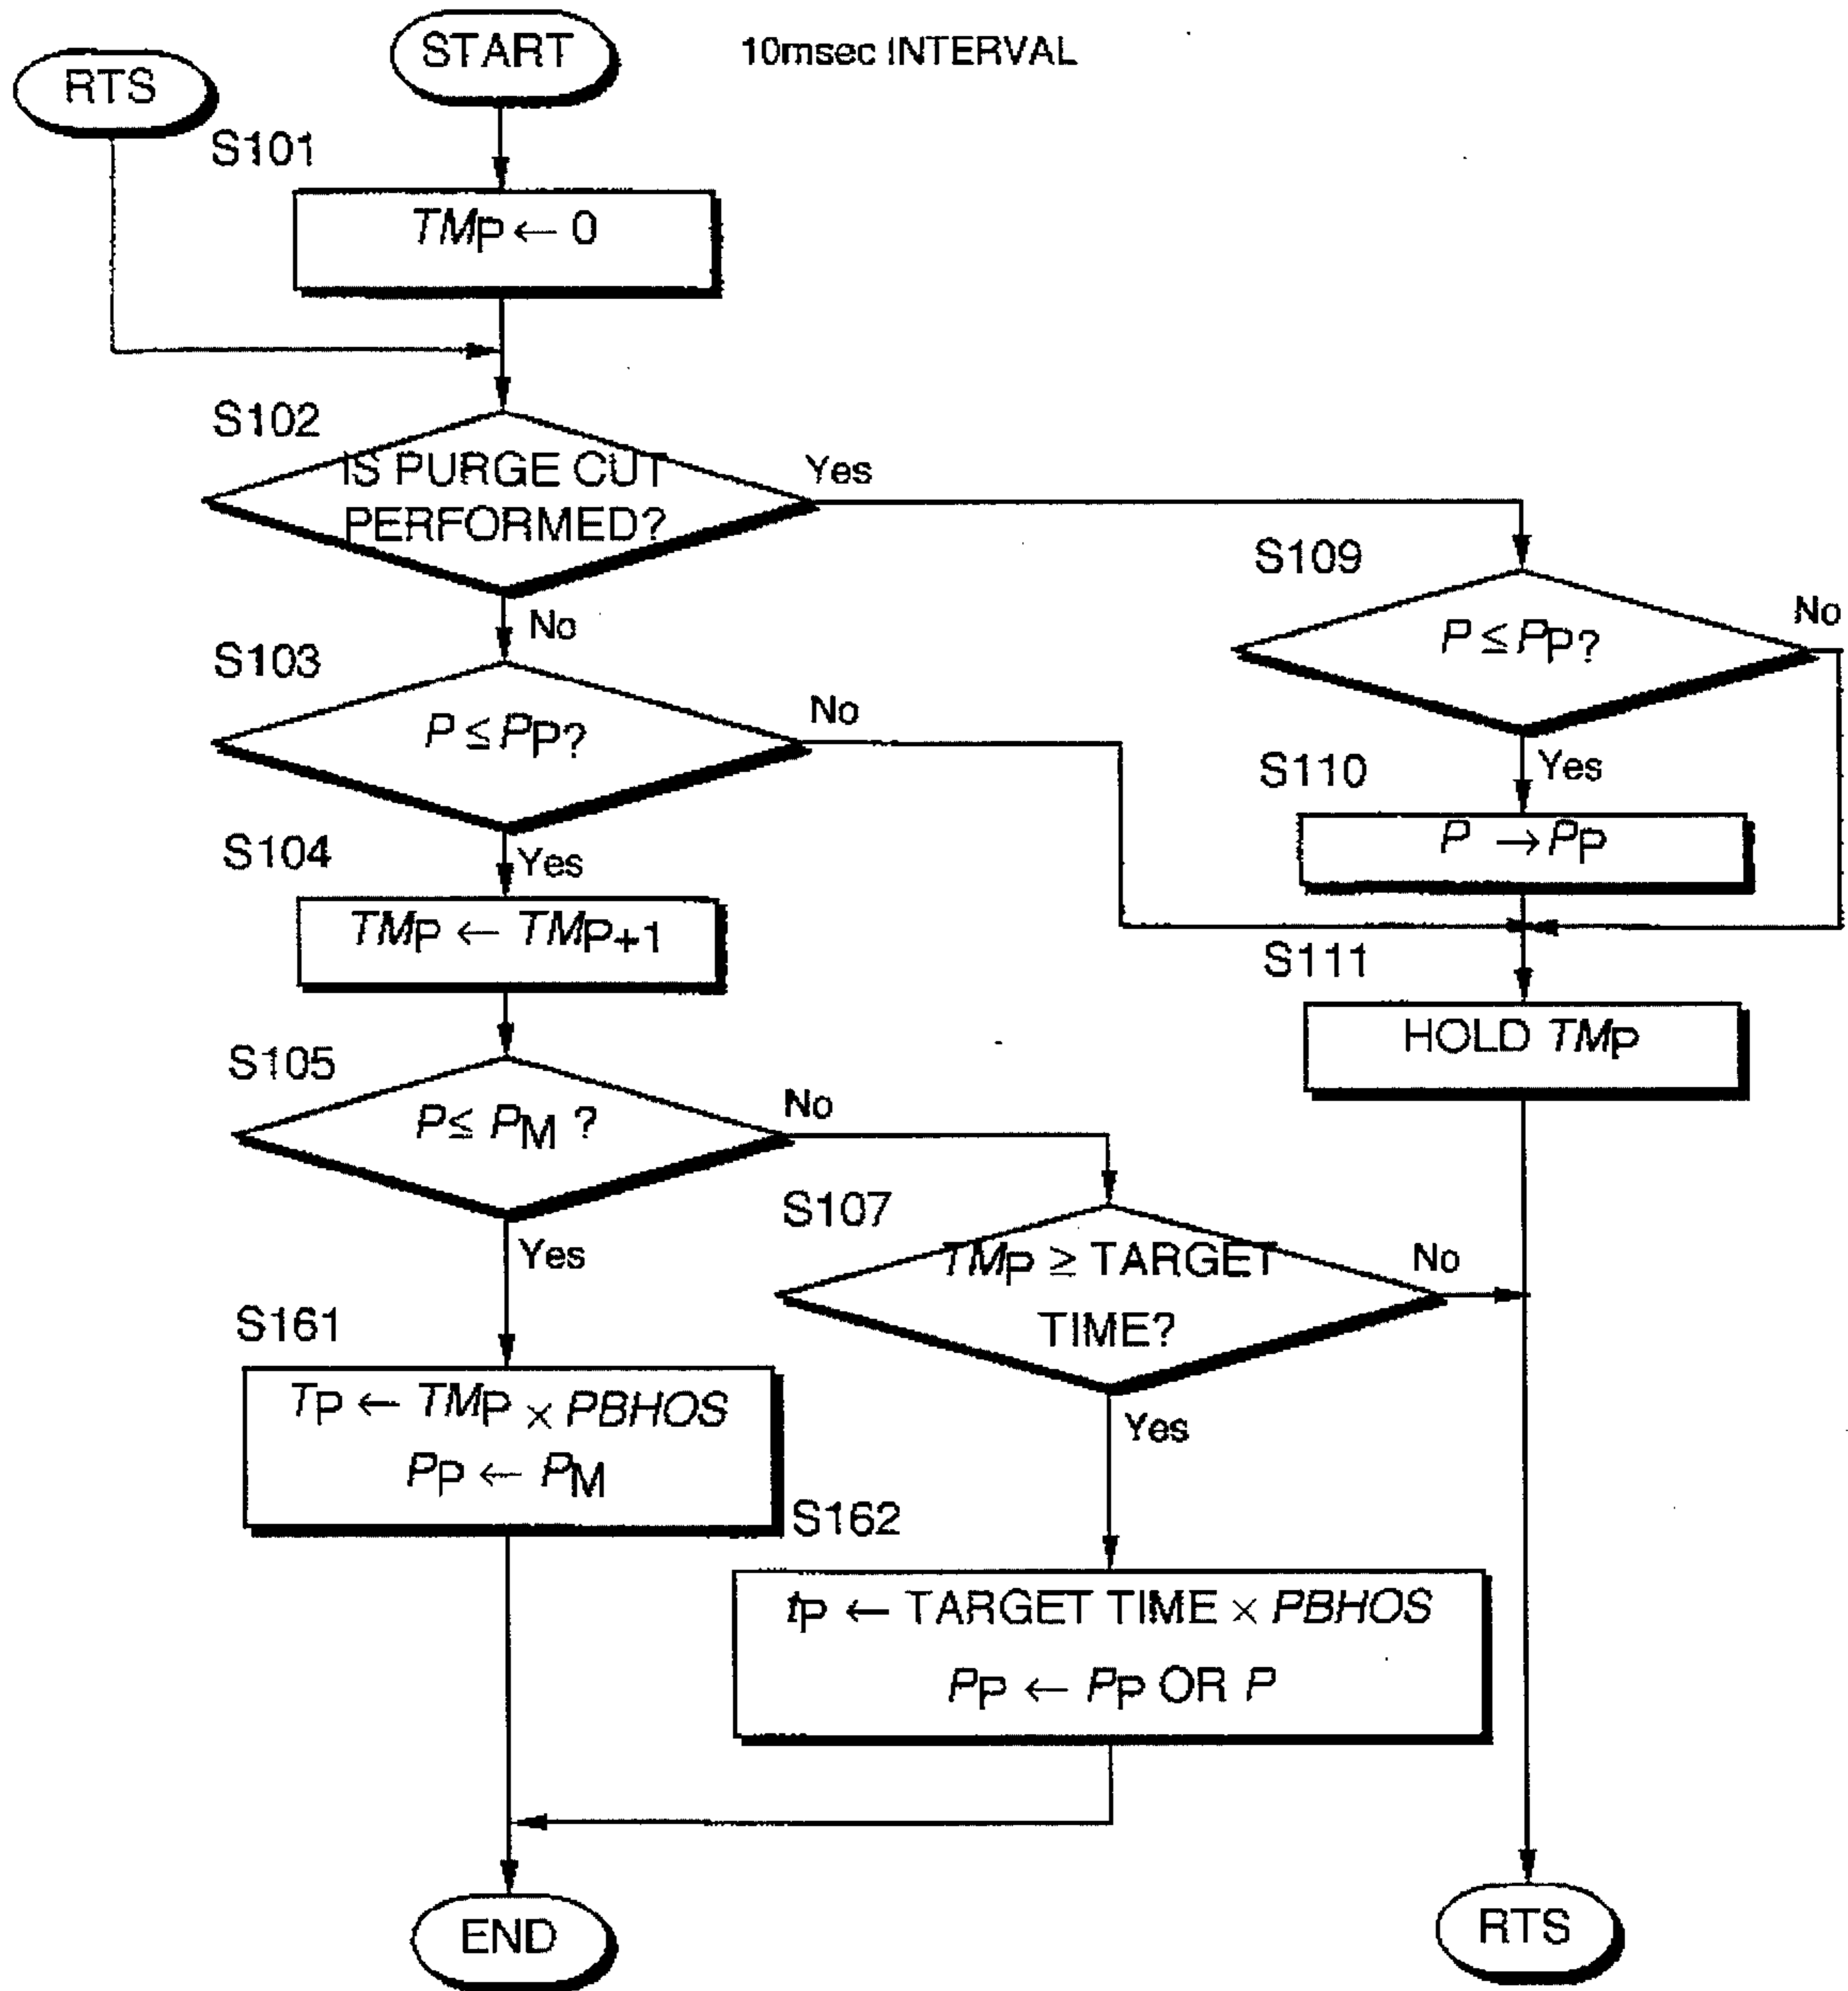 START
10msec INTERVAL
RTS
S101
TMP ← 0
S102
IS PURGE CUT
PERFORMED?
Yes
No
S109
P ≤ PP?
No
S103
P ≤ PP?
No
Yes
S110
Yes
P → PP
S104
TMP ← TMP+1
S111
HOLD TMP
S105
P≤ PM ?
No
Yes
S107
TMP ≥ TARGET
TIME?
No
Yes
S161
TP ← TMP × PBHOS
PP ← PM
S162
tP ← TARGET TIME × PBHOS
PP ← PP OR P
END
RTS